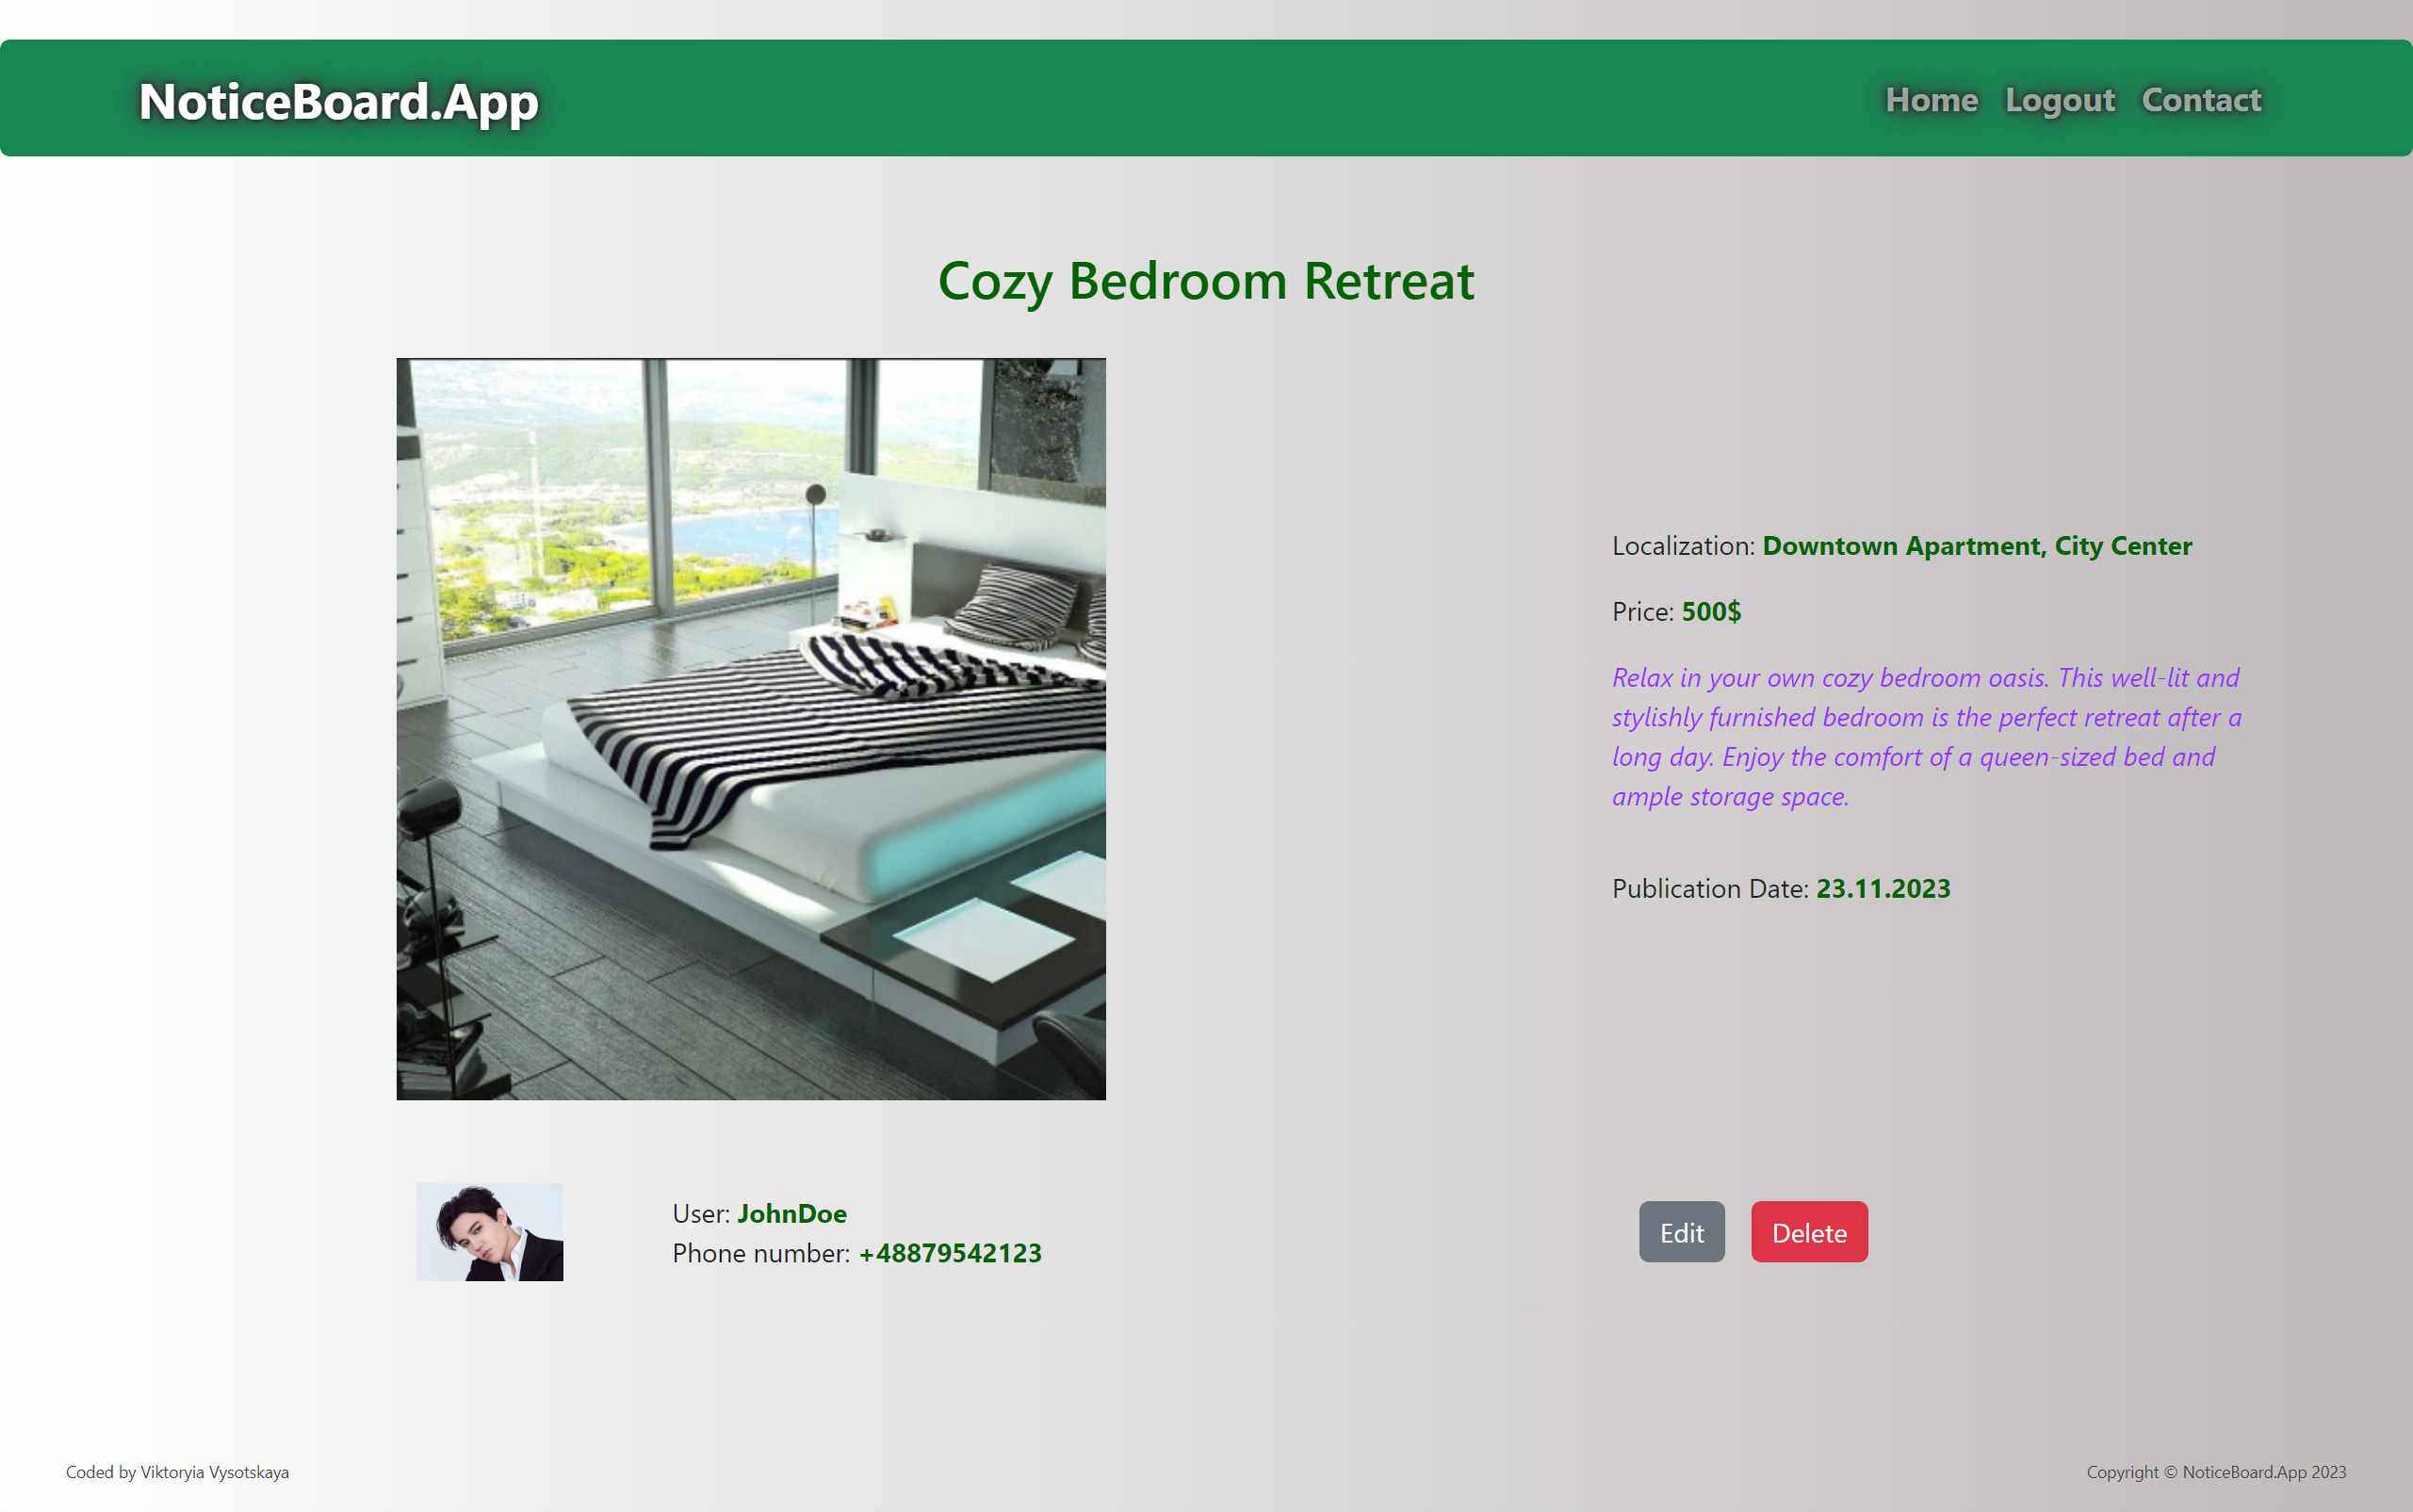 NoticeBoard.App
Home Logout Contact
Cozy Bedroom Retreat
Localization: Downtown Apartment, City Center
Price: 500$
Relax in your own cozy bedroom oasis. This well-lit and
stylishly furnished bedroom is the perfect retreat after a
long day. Enjoy the comfort of a queen-sized bed and
ample storage space.
Publication Date: 23.11.2023
User: JohnDoe
Phone number: +48879542123
Edit Delete
Coded by Viktoryia Vysotskaya
Copyright © NoticeBoard.App 2023